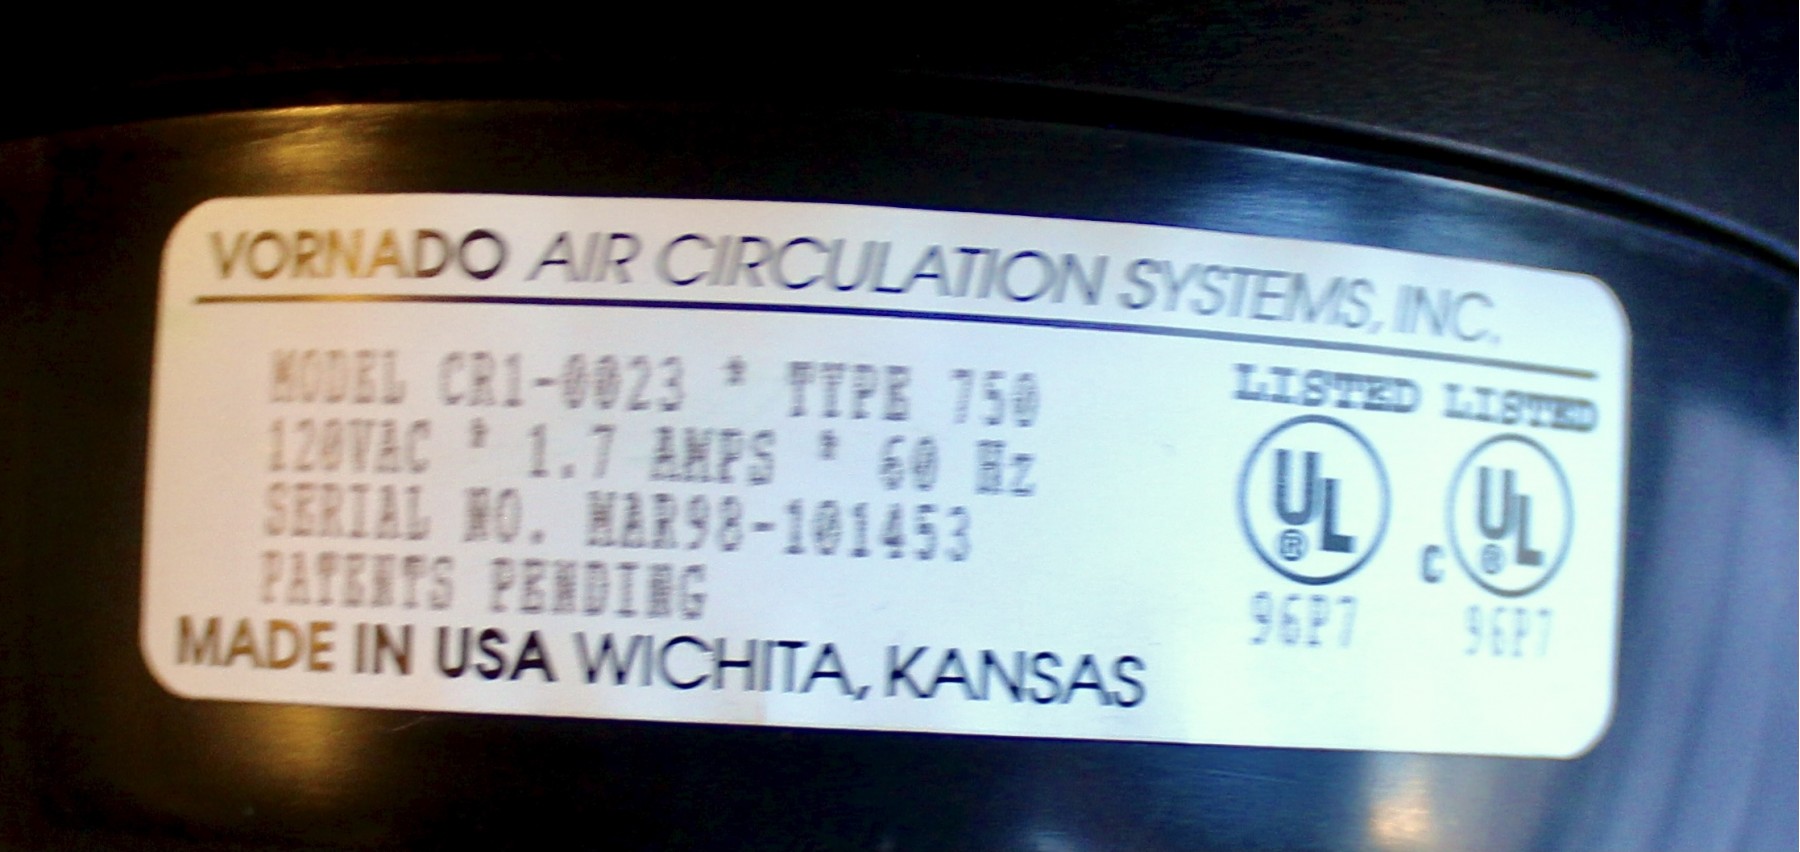 VORNADO AIR CIRCULATION SYSTEMS, INC.
MODEL CR1-0023 * TYPE 750
120VAC * 1.7 AMPS * 60 Hz
SERIAL NO. MAR98-101453
PATENTS PENDING
MADE IN USA WICHITA, KANSAS
LISTED LISTED
UL® c UL®
96P7 96P7